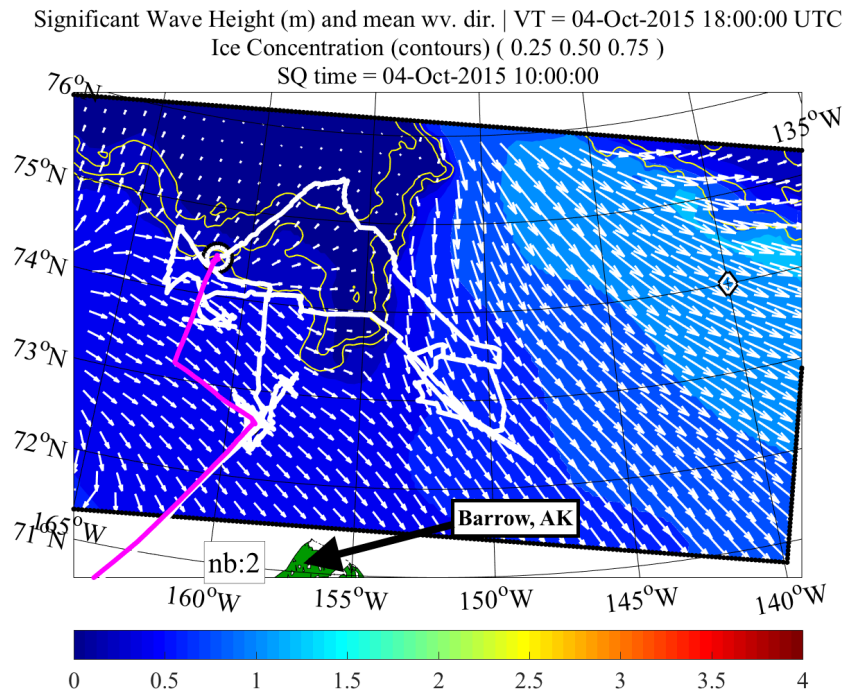 Significant Wave Height (m) and mean wv. dir. | VT = 04-Oct-2015 18:00:00 UTC
Ice Concentration (contours) ( 0.25 0.50 0.75 )
SQ time = 04-Oct-2015 10:00:00
76°N
135°W
75°N
74°N
73°N
72°N
71°N
165°W
Barrow, AK
nb:2
160°W
155°W
150°W
145°W
140°W
0
0.5
1
1.5
2
2.5
3
3.5
4